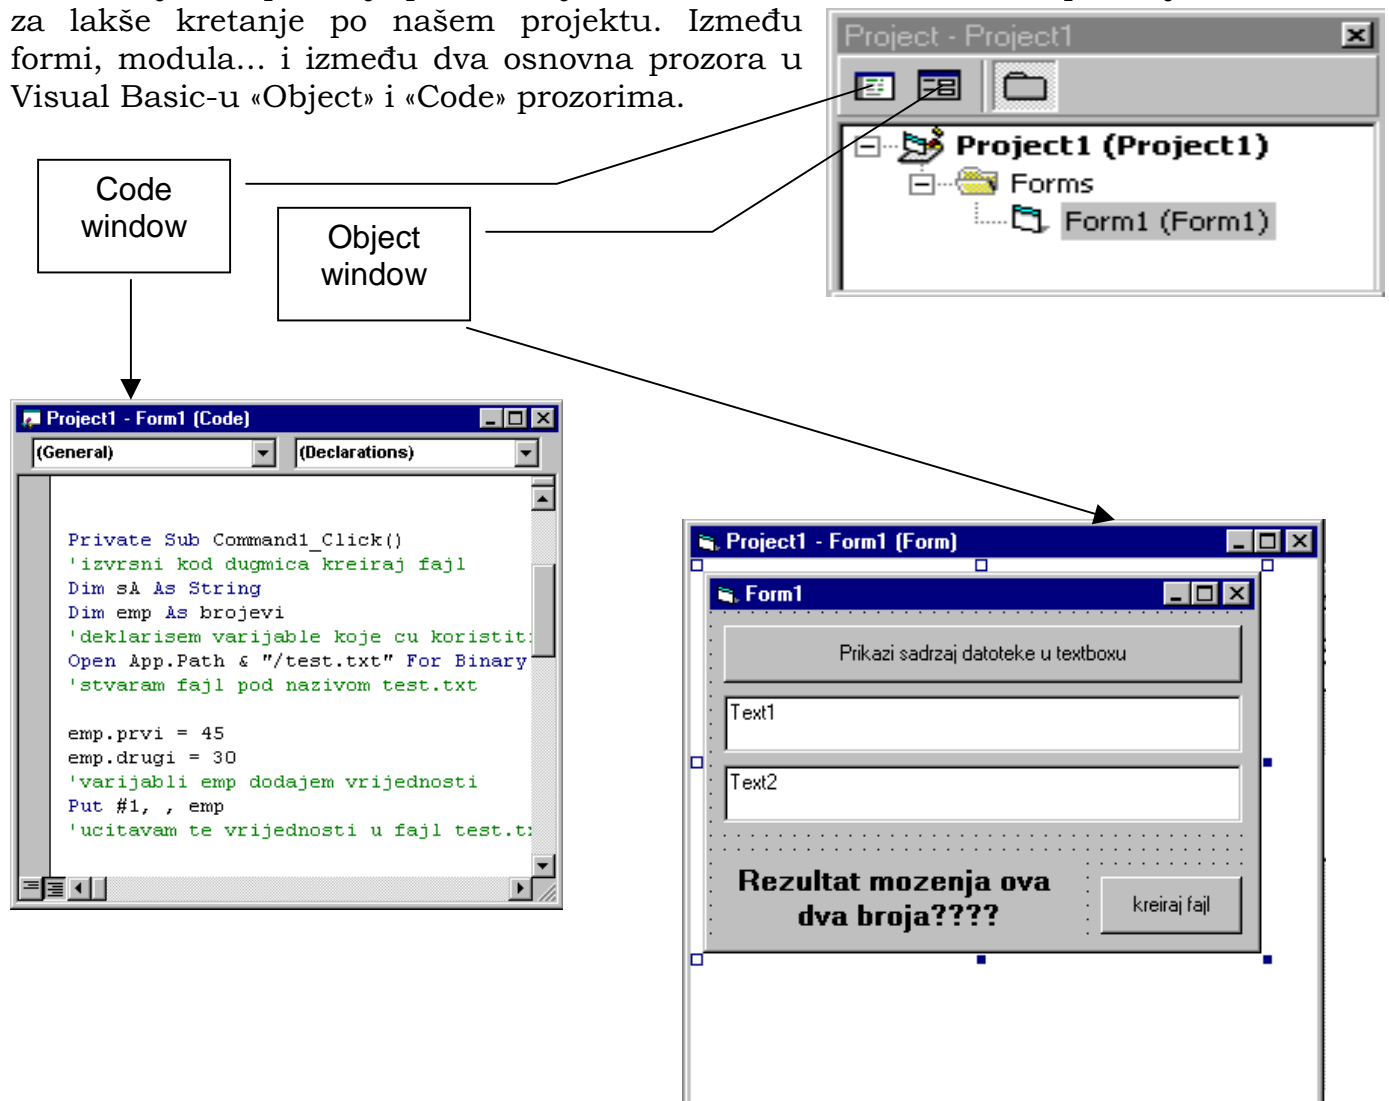 za lakše kretanje po našem projektu. Između
formi, modula... i između dva osnovna prozora u
Visual Basic-u «Object» i «Code» prozorima.
Project - Project1
Project1 (Project1)
Forms
Form1 (Form1)
Code
window
Object
window
Project1 - Form1 (Code)
(General)
(Declarations)
Private Sub Command1_Click()
'izvrsni kod dugmica kreiraj fajl
Dim sA As String
Dim emp As brojevi
'deklarisem varijable koje cu koristit
Open App.Path & "/test.txt" For Binary
'stvaram fajl pod nazivom test.txt
emp.prvi = 45
emp.drugi = 30
'varijabli emp dodajem vrijednosti
Put #1, , emp
'ucitavam te vrijednosti u fajl test.t
Project1 - Form1 (Form)
Form1
Prikazi sadrzaj datoteke u textboxu
Text1
Text2
Rezultat mozenja ova
dva broja????
kreiraj fajl